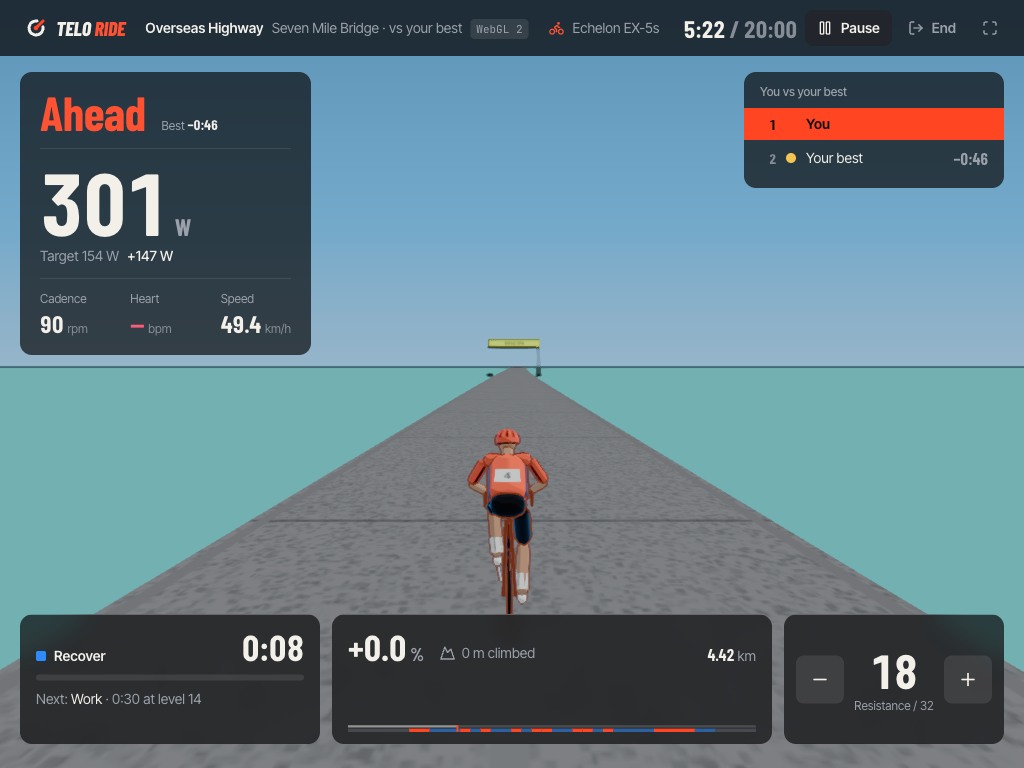 TELO RIDE
Overseas Highway Seven Mile Bridge · vs your best WebGL 2
Echelon EX-5s
5:22 / 20:00
Pause
End
Ahead Best −0:46
301 W
Target 154 W +147 W
Cadence Heart Speed
90 rpm – bpm 49.4 km/h
You vs your best
1 You
2 Your best −0:46
4
Recover 0:08
Next: Work · 0:30 at level 14
+0.0 % 0 m climbed 4.42 km
− 18 +
Resistance / 32